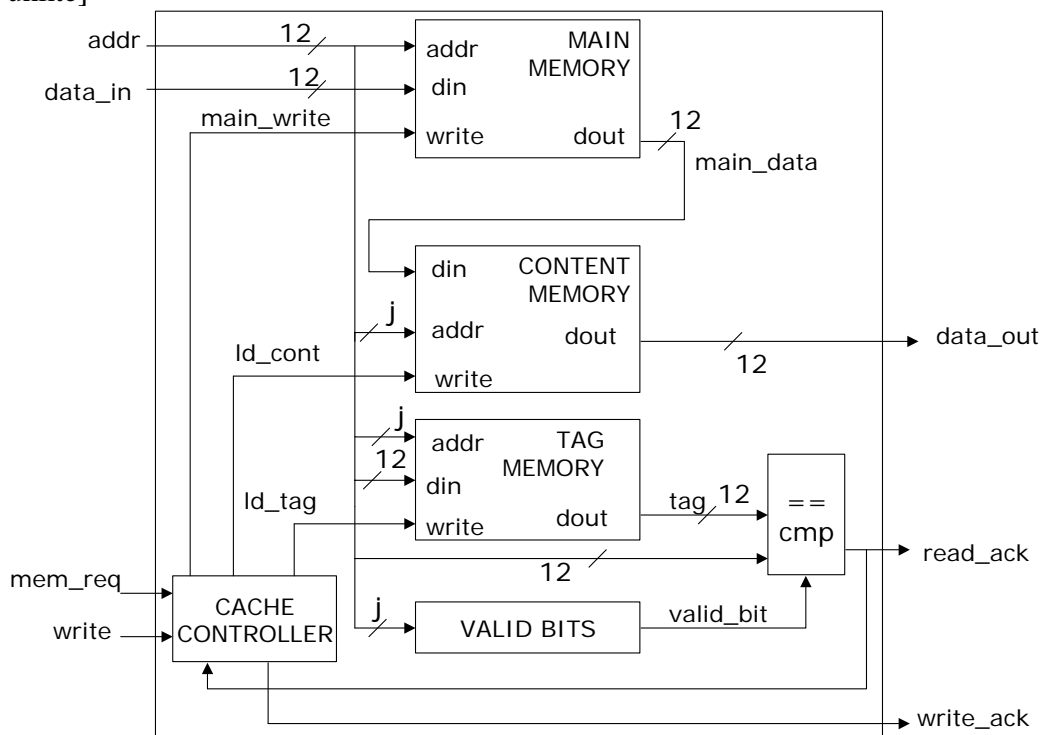 addr
12
MAIN
MEMORY
addr
data_in
12
din
main_write
write
dout
12
main_data
din
CONTENT
MEMORY
j
addr
dout
ld_cont
write
12
data_out
j
addr
TAG
MEMORY
12
din
ld_tag
write
dout
tag
12
==
cmp
12
read_ack
mem_req
write
CACHE
CONTROLLER
j
VALID BITS
valid_bit
write_ack